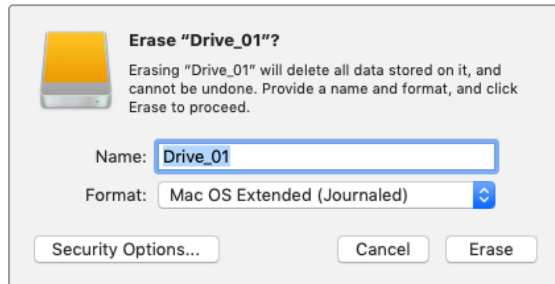 Erase “Drive_01”?
Erasing “Drive_01” will delete all data stored on it, and
cannot be undone. Provide a name and format, and click
Erase to proceed.
Name: Drive_01
Format: Mac OS Extended (Journaled)
Security Options... Cancel Erase